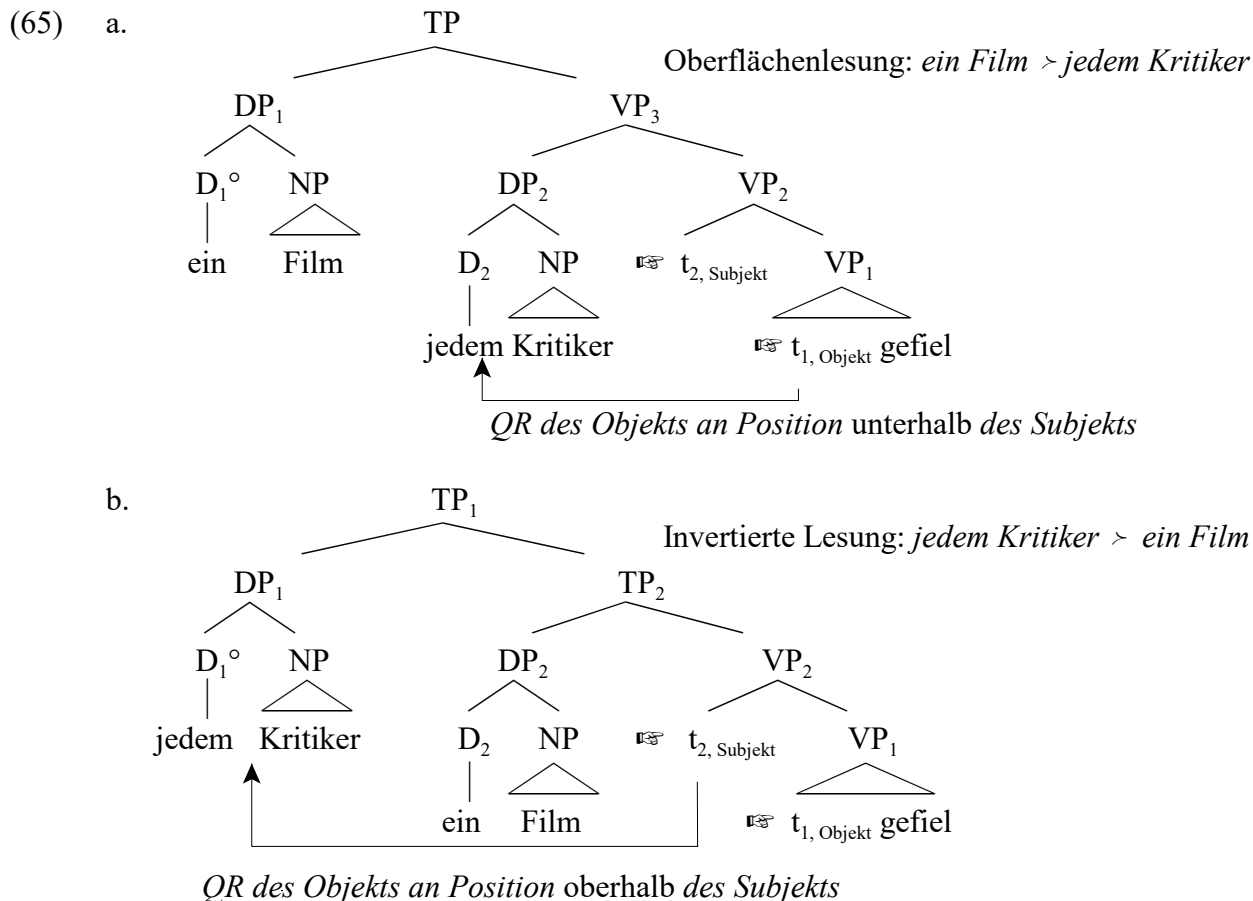 (65) a. TP
Oberflächenlesung: ein Film ≻ jedem Kritiker
DP₁ VP₃
D₁° NP DP₂ VP₂
ein Film D₂ NP ☞ t₂, Subjekt VP₁
jedem Kritiker ☞ t₁, Objekt gefiel
QR des Objekts an Position unterhalb des Subjekts
b. TP₁
Invertierte Lesung: jedem Kritiker ≻ ein Film
DP₁ TP₂
D₁° NP DP₂ VP₂
jedem Kritiker D₂ NP ☞ t₂, Subjekt VP₁
ein Film ☞ t₁, Objekt gefiel
QR des Objekts an Position oberhalb des Subjekts